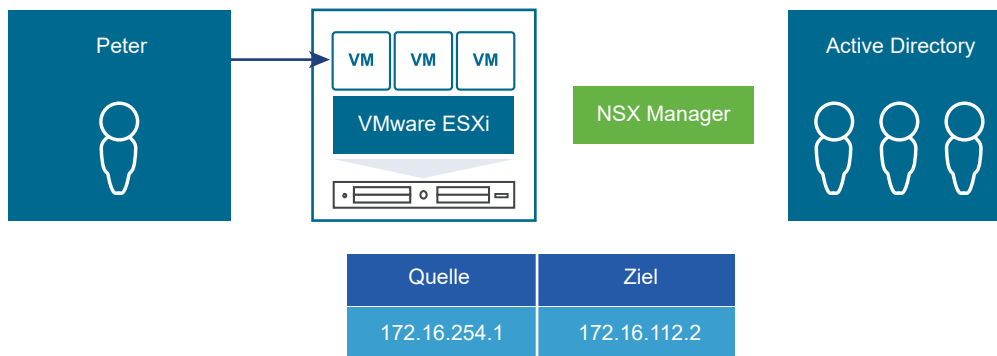 Peter
VM VM VM
VMware ESXi
NSX Manager
Active Directory
Quelle Ziel
172.16.254.1 172.16.112.2